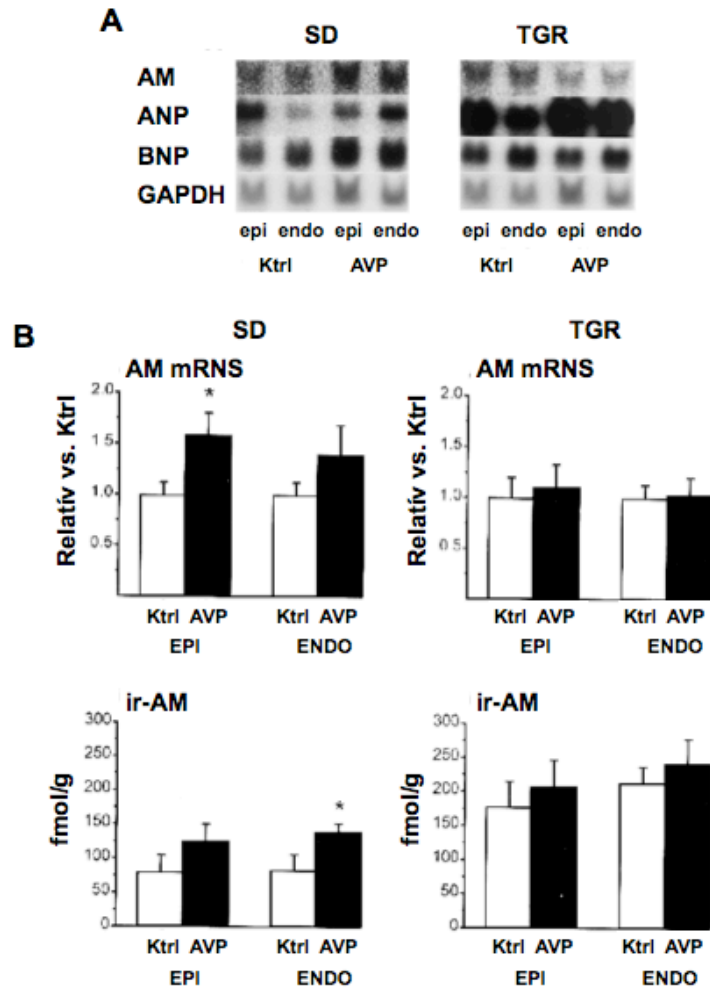 A
SD TGR
AM
ANP
BNP
GAPDH
epi endo epi endo epi endo epi endo
Ktrl AVP Ktrl AVP
B
SD TGR
AM mRNS AM mRNS
Relatív vs. Ktrl
2.0
1.5
1.0
0.5
*
Ktrl AVP Ktrl AVP
EPI ENDO
Relatív vs. Ktrl
2.0
1.5
1.0
0.5
Ktrl AVP Ktrl AVP
EPI ENDO
ir-AM ir-AM
fmol/g
300
250
200
150
100
50
0
*
Ktrl AVP Ktrl AVP
EPI ENDO
fmol/g
300
250
200
150
100
50
0
Ktrl AVP Ktrl AVP
EPI ENDO